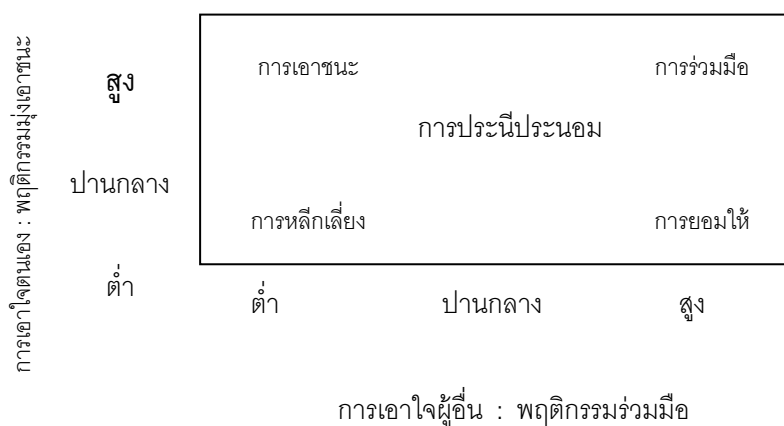 การเอาใจตนเอง : พฤติกรรมมุ่งเอาชนะ
สูง
ปานกลาง
ต่ำ
การเอาชนะ
การร่วมมือ
การประนีประนอม
การหลีกเลี่ยง
การยอมให้
ต่ำ
ปานกลาง
สูง
การเอาใจผู้อื่น : พฤติกรรมร่วมมือ